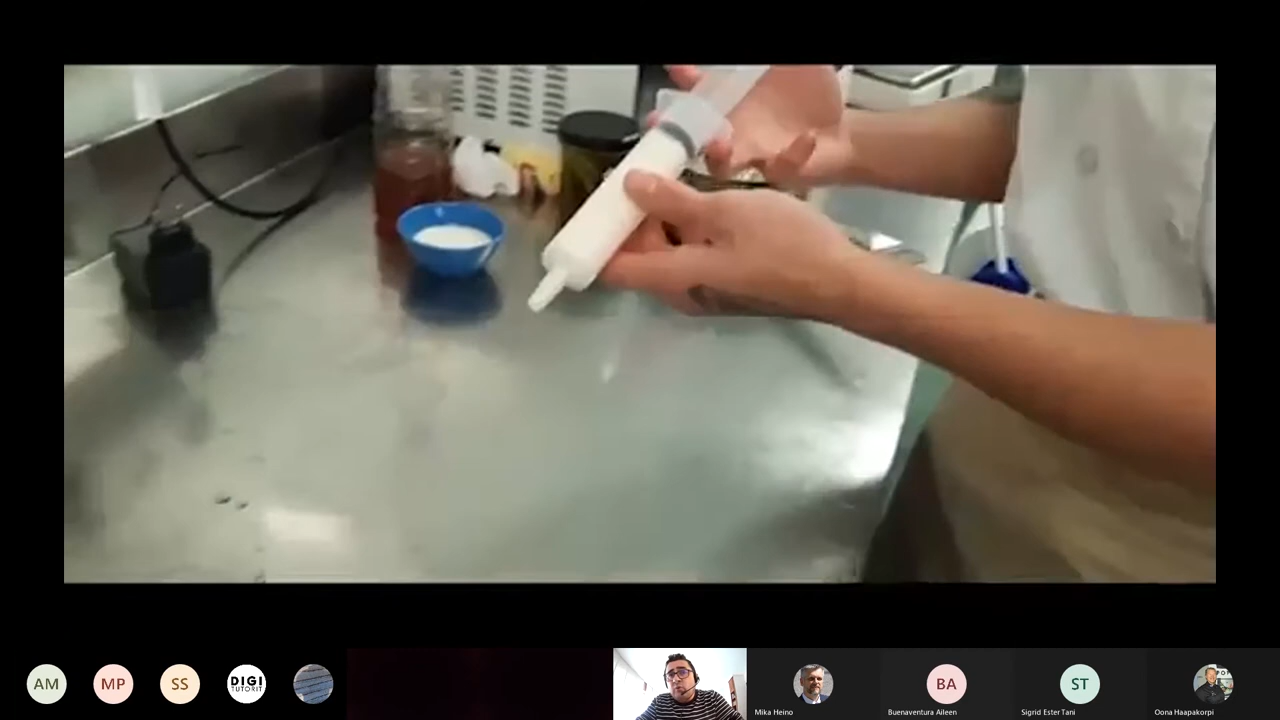 AM
MP
SS
DIGI
TUTORIT
Mika Heino
BA
Buenaventura Aileen
ST
Sigrid Ester Tani
Oona Haapakorpi